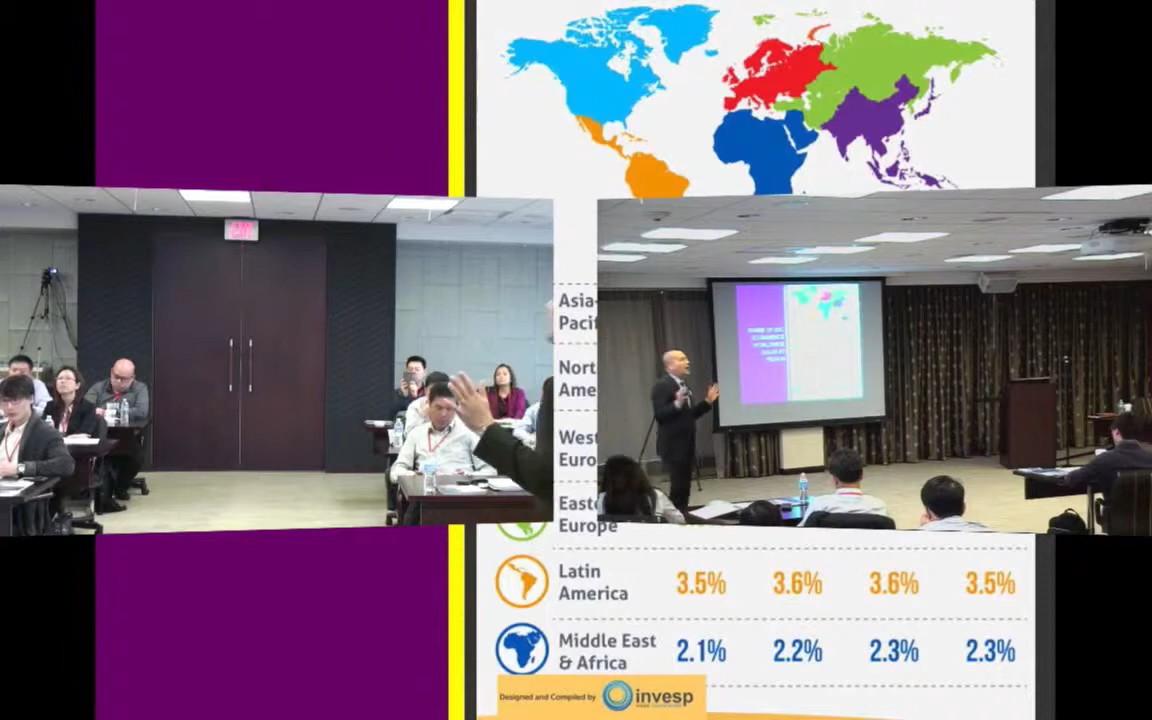 EXIT
Asia-
Pacif
Nort
Ame
West
Euro
Easte
Europe
Latin
America
3.5% 3.6% 3.6% 3.5%
Middle East
& Africa
2.1% 2.2% 2.3% 2.3%
Designed and Compiled by invesp